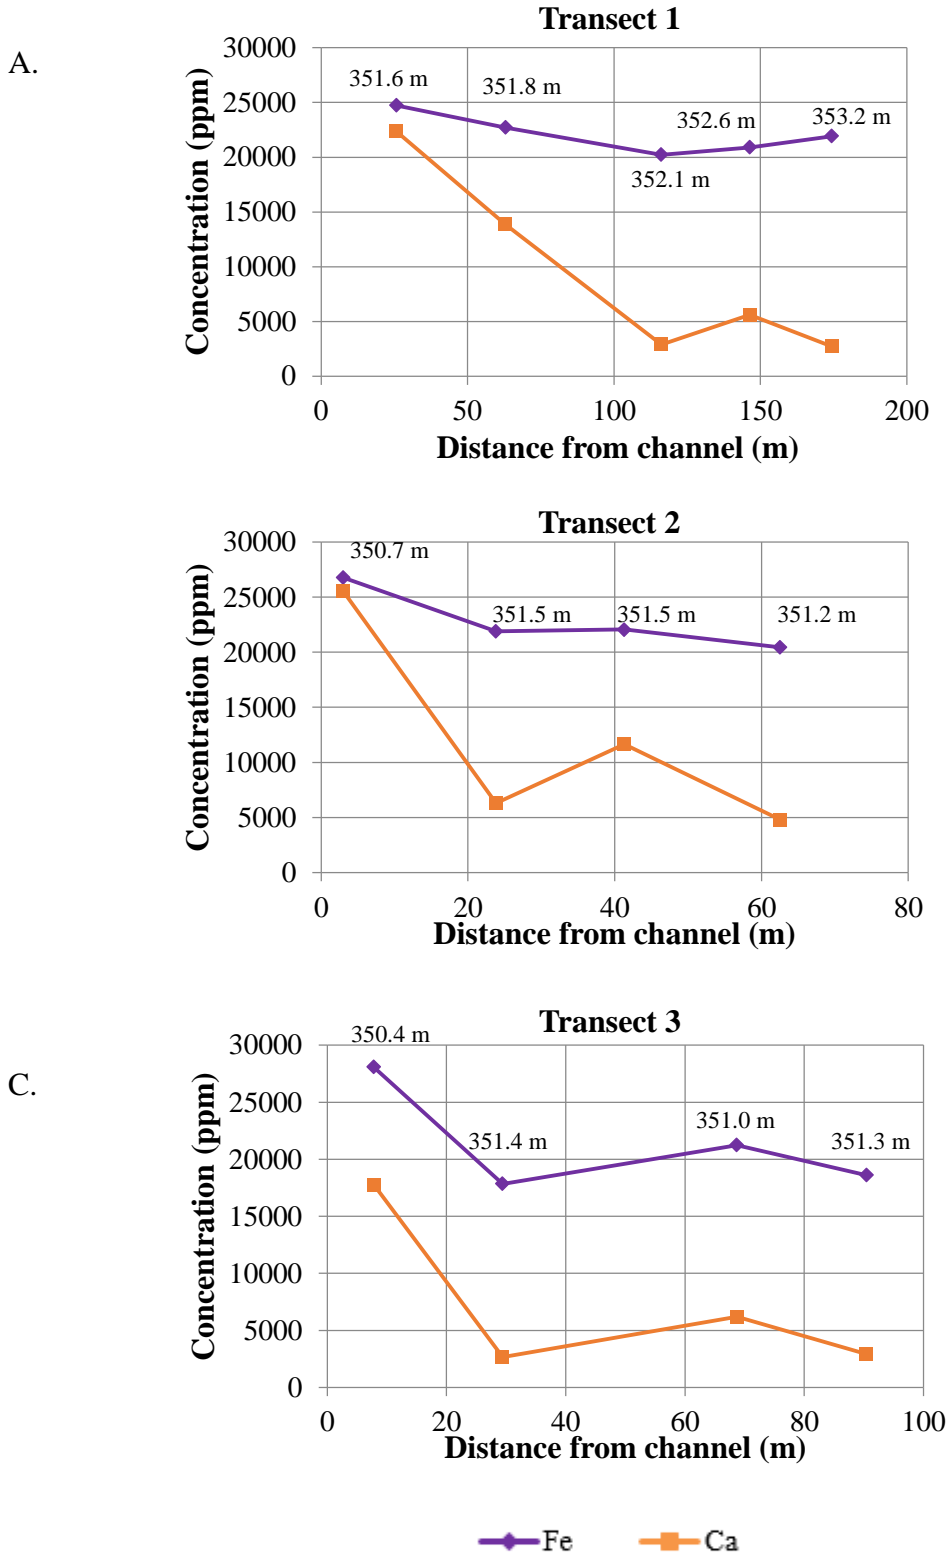 Transect 1
A.
30000
25000
20000
15000
10000
5000
0
Concentration (ppm)
351.6 m
351.8 m
352.1 m
352.6 m
353.2 m
0 50 100 150 200
Distance from channel (m)
Transect 2
30000
25000
20000
15000
10000
5000
0
Concentration (ppm)
350.7 m
351.5 m
351.5 m
351.2 m
0 20 40 60 80
Distance from channel (m)
Transect 3
C.
30000
25000
20000
15000
10000
5000
0
Concentration (ppm)
350.4 m
351.4 m
351.0 m
351.3 m
0 20 40 60 80 100
Distance from channel (m)
Fe Ca